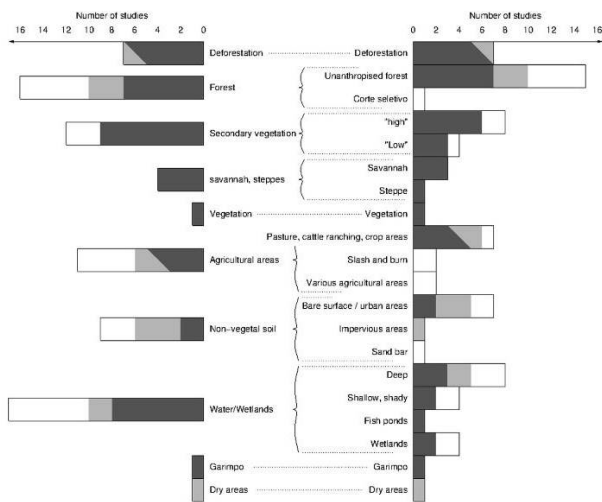 Number of studies
Number of studies
16 14 12 10 8 6 4 2 0
0 2 4 6 8 10 12 14 16
Deforestation
Deforestation
Forest
Unanthropised forest
Corte seletivo
Secondary vegetation
"high"
"Low"
savannah, steppes
Savannah
Steppe
Vegetation
Vegetation
Agricultural areas
Pasture, cattle ranching, crop areas
Slash and burn
Various agricultural areas
Non-vegetal soil
Bare surface / urban areas
Impervious areas
Sand bar
Water/Wetlands
Deep
Shallow, shady
Fish ponds
Wetlands
Garimpo
Garimpo
Dry areas
Dry areas